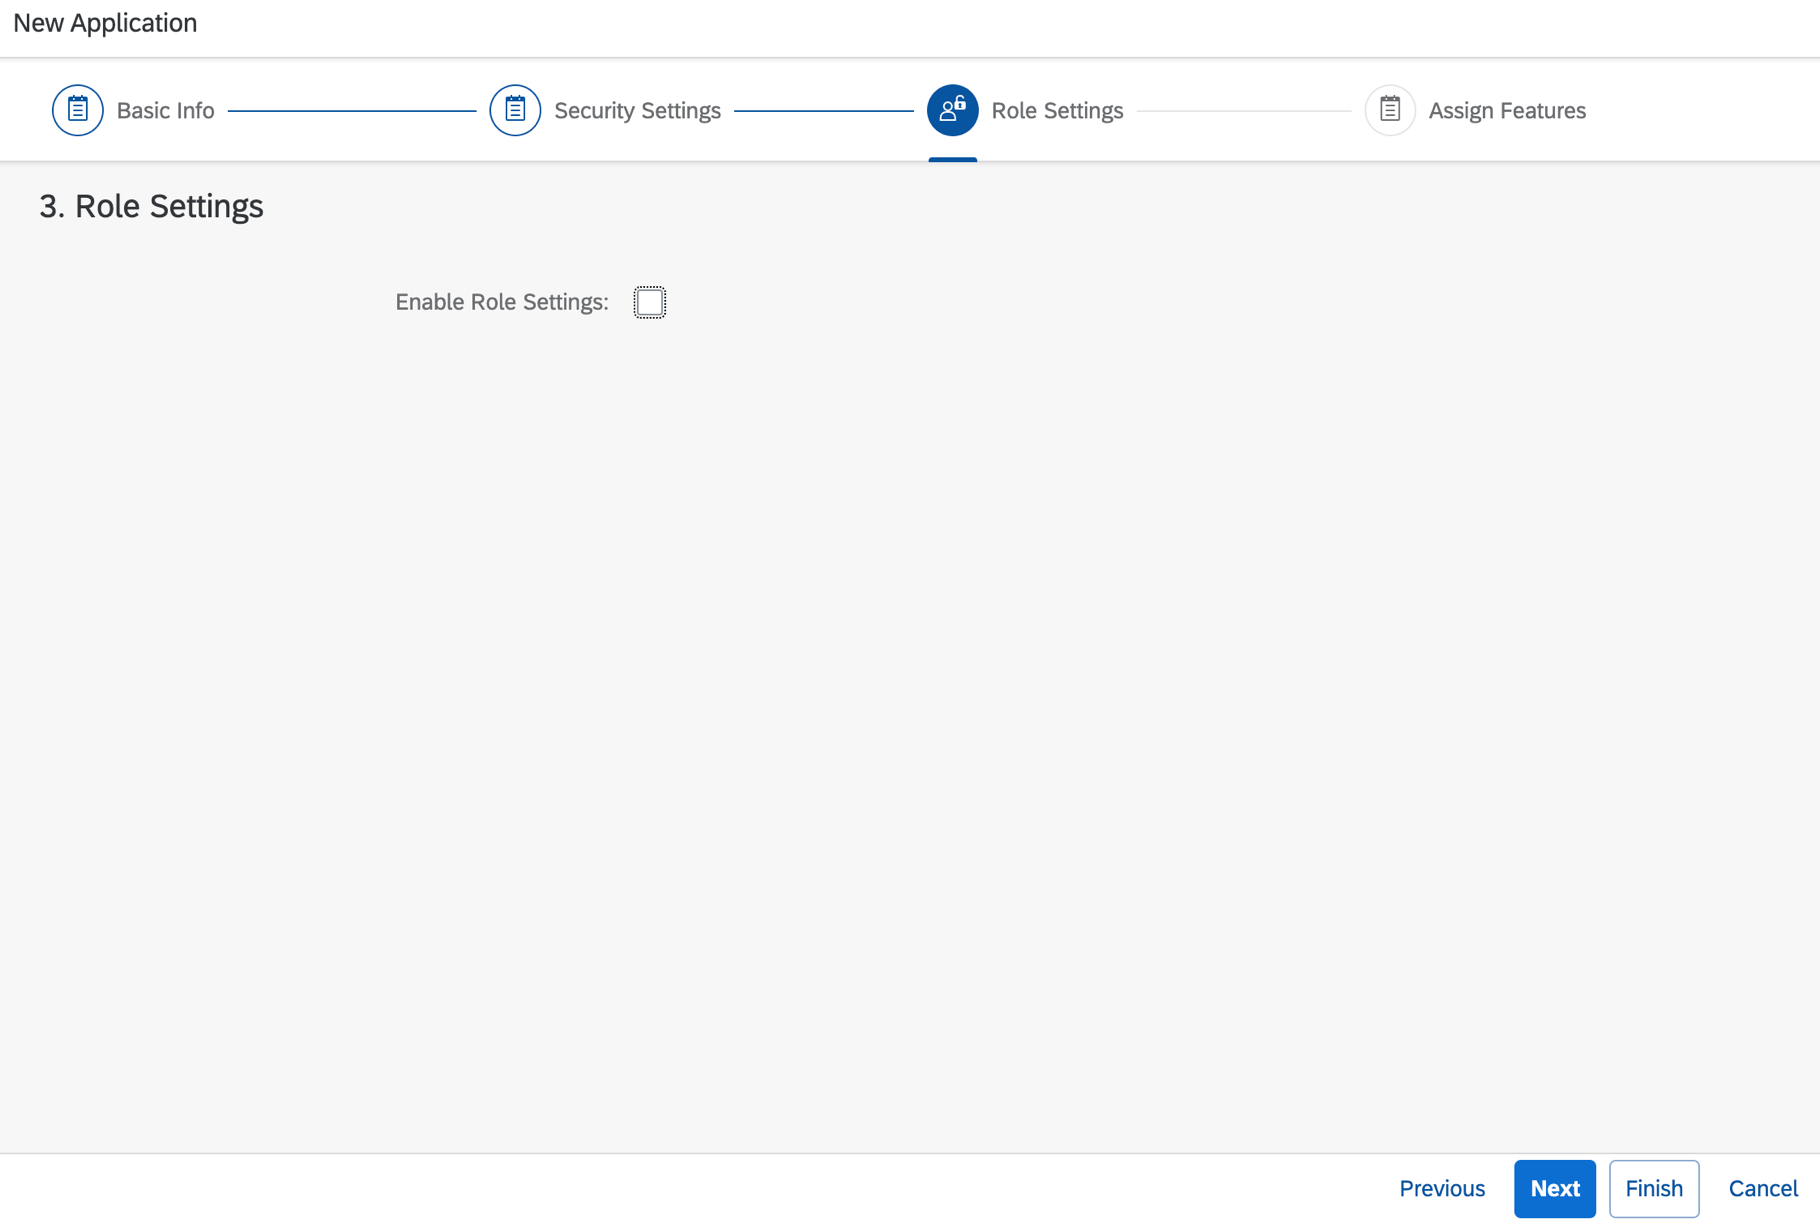 New Application
Basic Info
Security Settings
Role Settings
Assign Features
3. Role Settings
Enable Role Settings:
Previous
Next
Finish
Cancel